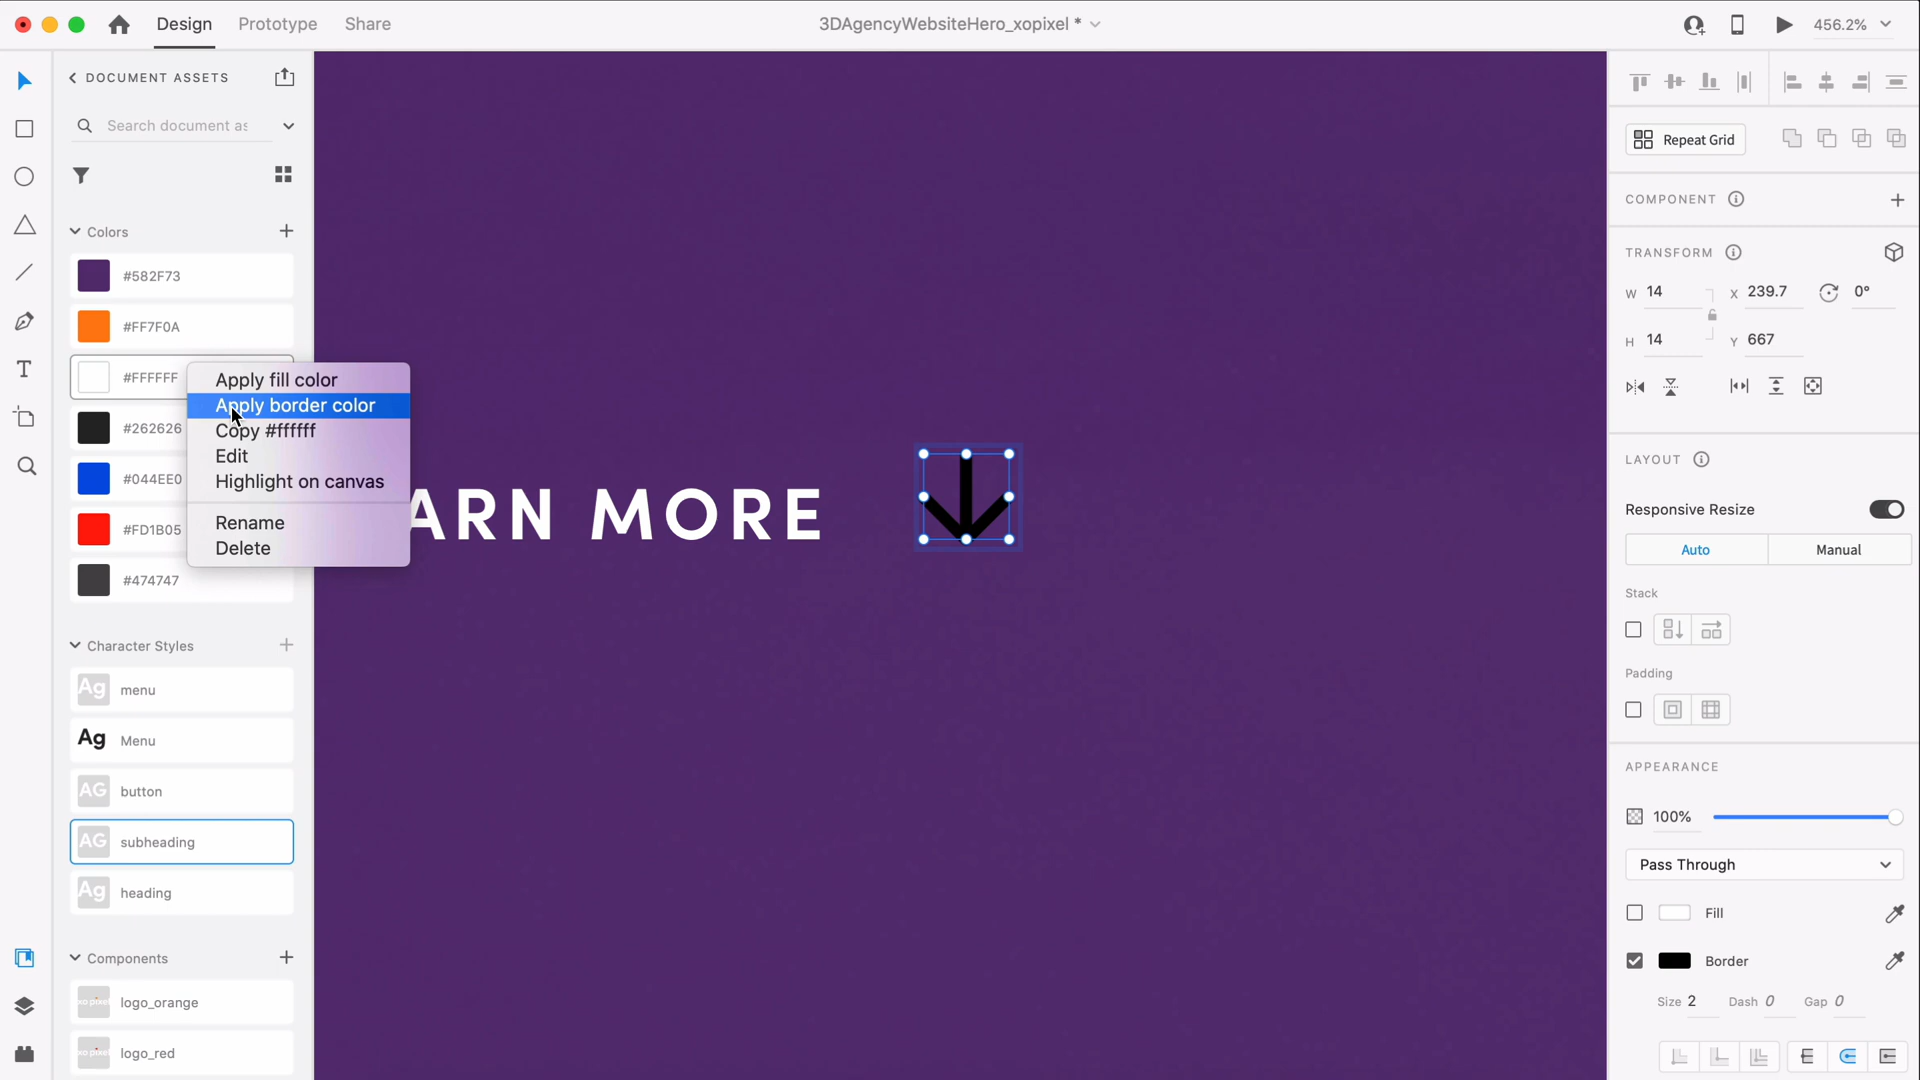 Design
Prototype
Share
3DAgencyWebsiteHero_xopixel *
456.2%
DOCUMENT ASSETS
Search document as
Colors
#582F73
#FF7F0A
#FFFFFF
#262626
#044EE0
#FD1B05
#474747
Apply fill color
Apply border color
Copy #ffffff
Edit
Highlight on canvas
Rename
Delete
Character Styles
Ag menu
Ag Menu
AG button
AG subheading
Ag heading
Components
xo pixel logo_orange
xo pixel logo_red
ARN MORE
Repeat Grid
COMPONENT
TRANSFORM
W 14 X 239.7 0°
H 14 Y 667
LAYOUT
Responsive Resize
Auto Manual
Stack
Padding
APPEARANCE
100%
Pass Through
Fill
Border
Size 2 Dash 0 Gap 0